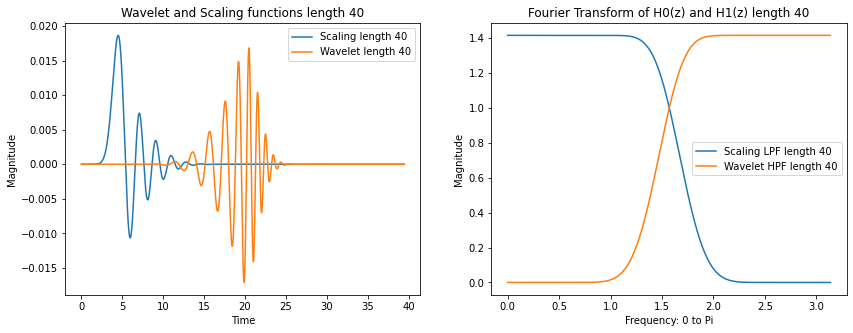 Wavelet and Scaling functions length 40
Magnitude
0.020
0.015
0.010
0.005
0.000
−0.005
−0.010
−0.015
Scaling length 40
Wavelet length 40
0 5 10 15 20 25 30 35 40
Time
Fourier Transform of H0(z) and H1(z) length 40
Magnitude
1.4
1.2
1.0
0.8
0.6
0.4
0.2
0.0
Scaling LPF length 40
Wavelet HPF length 40
0.0 0.5 1.0 1.5 2.0 2.5 3.0
Frequency: 0 to Pi